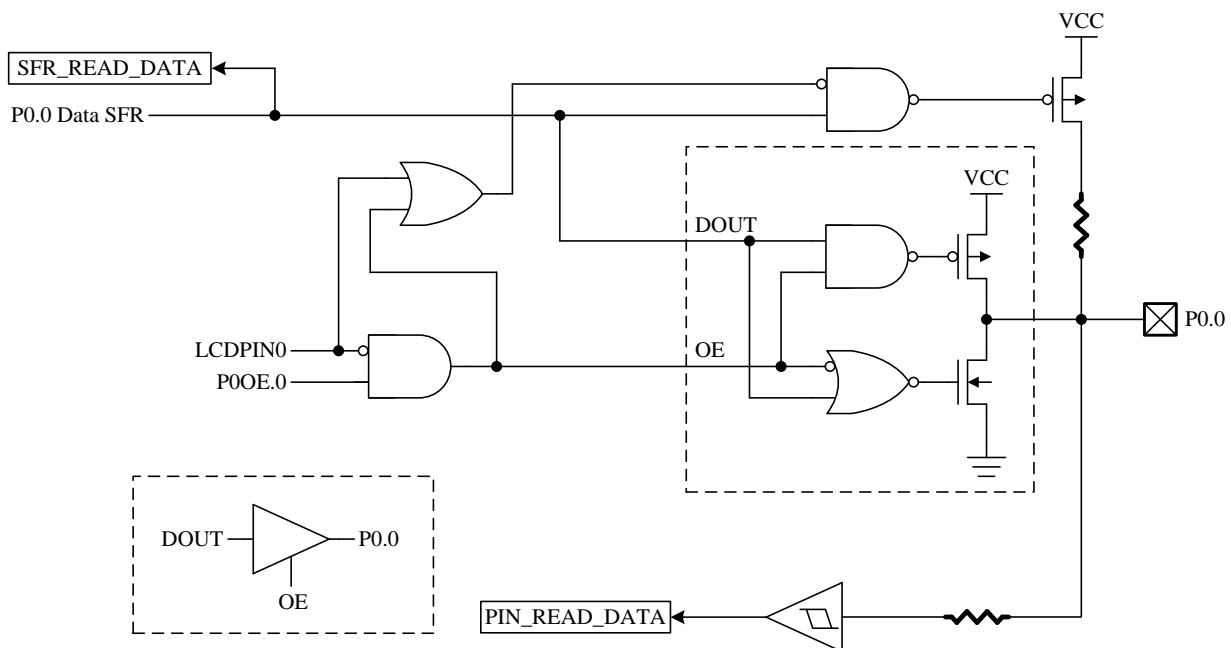 VCC
SFR_READ_DATA
P0.0 Data SFR
VCC
DOUT
P0.0
LCDPIN0
OE
P0OE.0
DOUT
P0.0
OE
PIN_READ_DATA